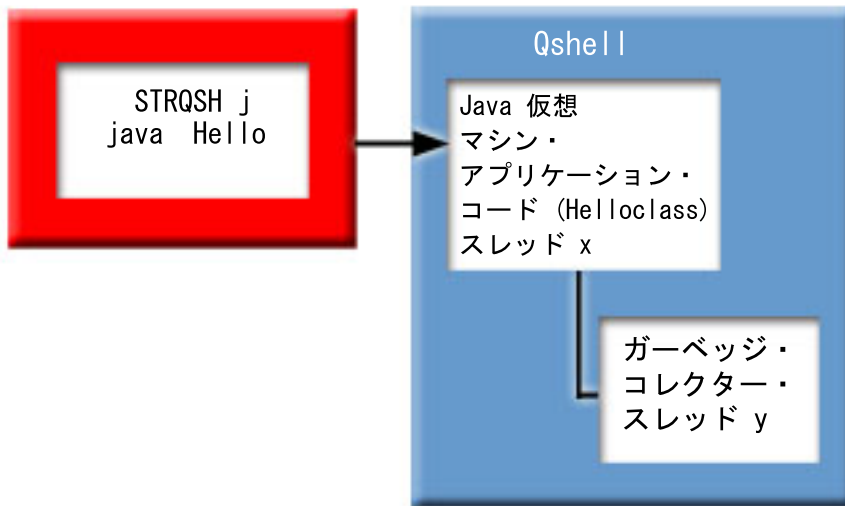 STRQSH j
java Hello
Qshell
Java 仮想
マシン・
アプリケーション・
コード (Helloclass)
スレッド x
ガーベッジ・
コレクター・
スレッド y